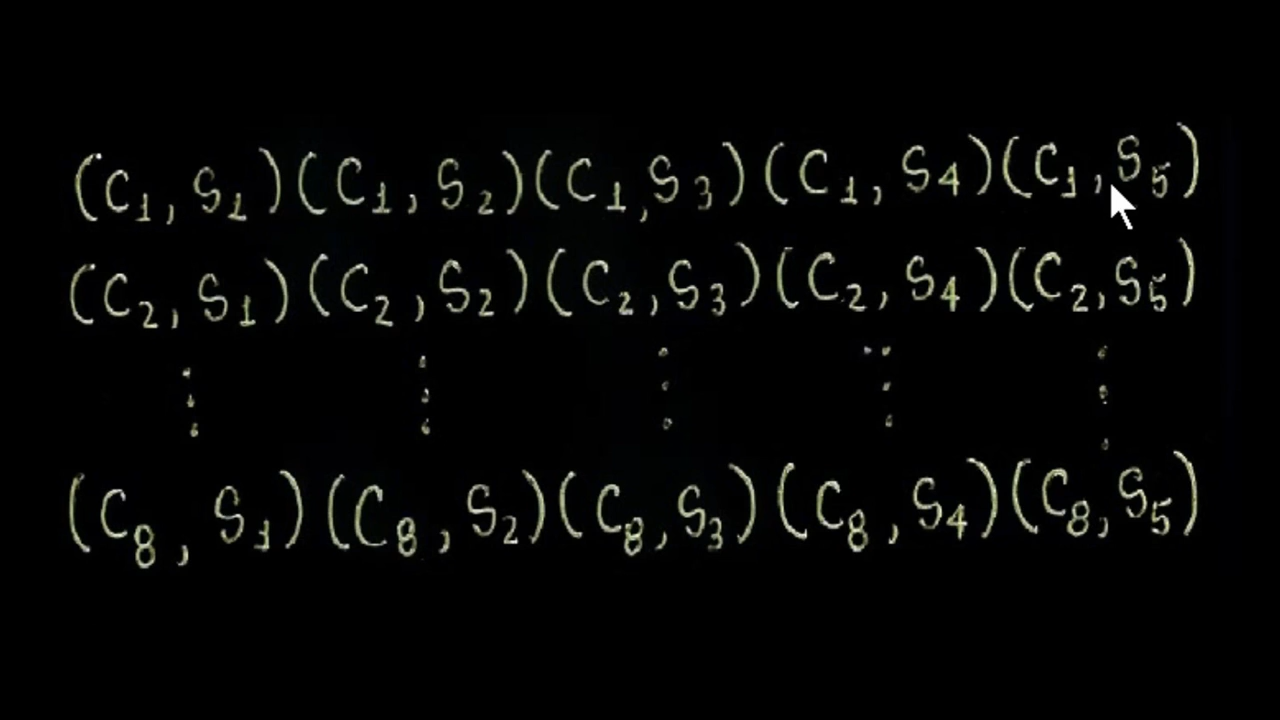 (C₁, S₁)(C₁, S₂)(C₁, S₃)(C₁, S₄)(C₁, S₅)
(C₂, S₁)(C₂, S₂)(C₂, S₃)(C₂, S₄)(C₂, S₅)
⋮ ⋮ ⋮ ⋮ ⋮
(C₈, S₁)(C₈, S₂)(C₈, S₃)(C₈, S₄)(C₈, S₅)